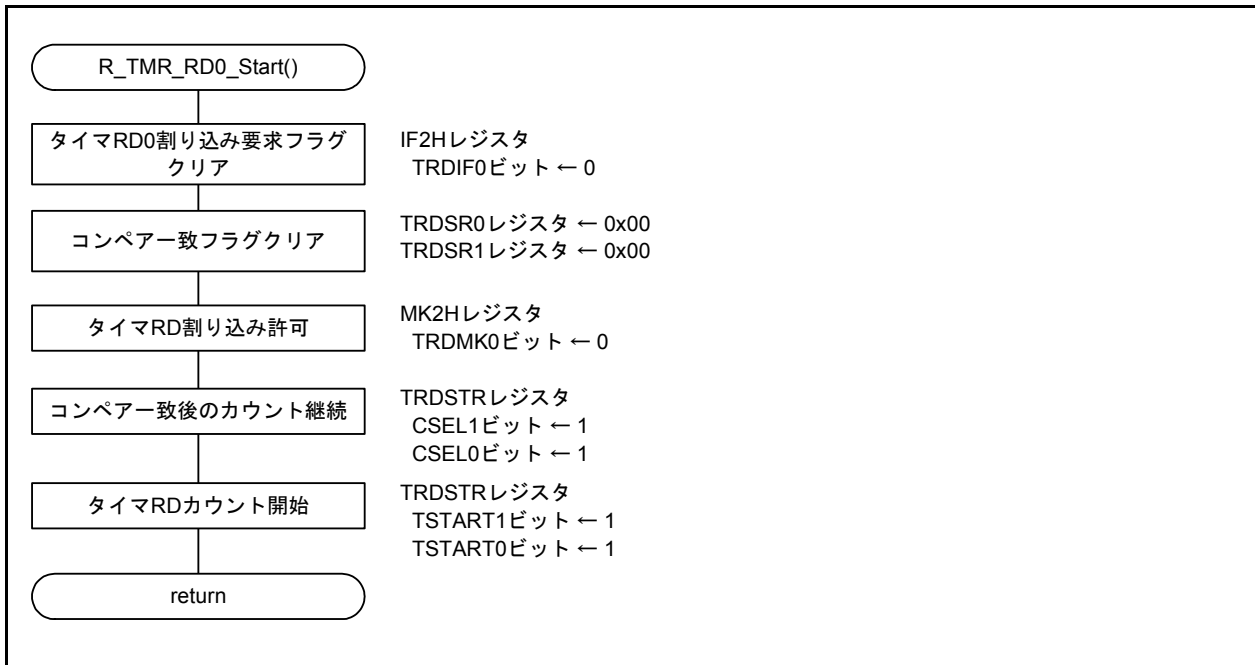 R_TMR_RD0_Start()
タイマRD0割り込み要求フラグ
クリア
IF2Hレジスタ
TRDIF0ビット ← 0
コンペアー致フラグクリア
TRDSR0レジスタ ← 0x00
TRDSR1レジスタ ← 0x00
タイマRD割り込み許可
MK2Hレジスタ
TRDMK0ビット ← 0
コンペアー致後のカウント継続
TRDSTRレジスタ
CSEL1ビット ← 1
CSEL0ビット ← 1
タイマRDカウント開始
TRDSTRレジスタ
TSTART1ビット ← 1
TSTART0ビット ← 1
return